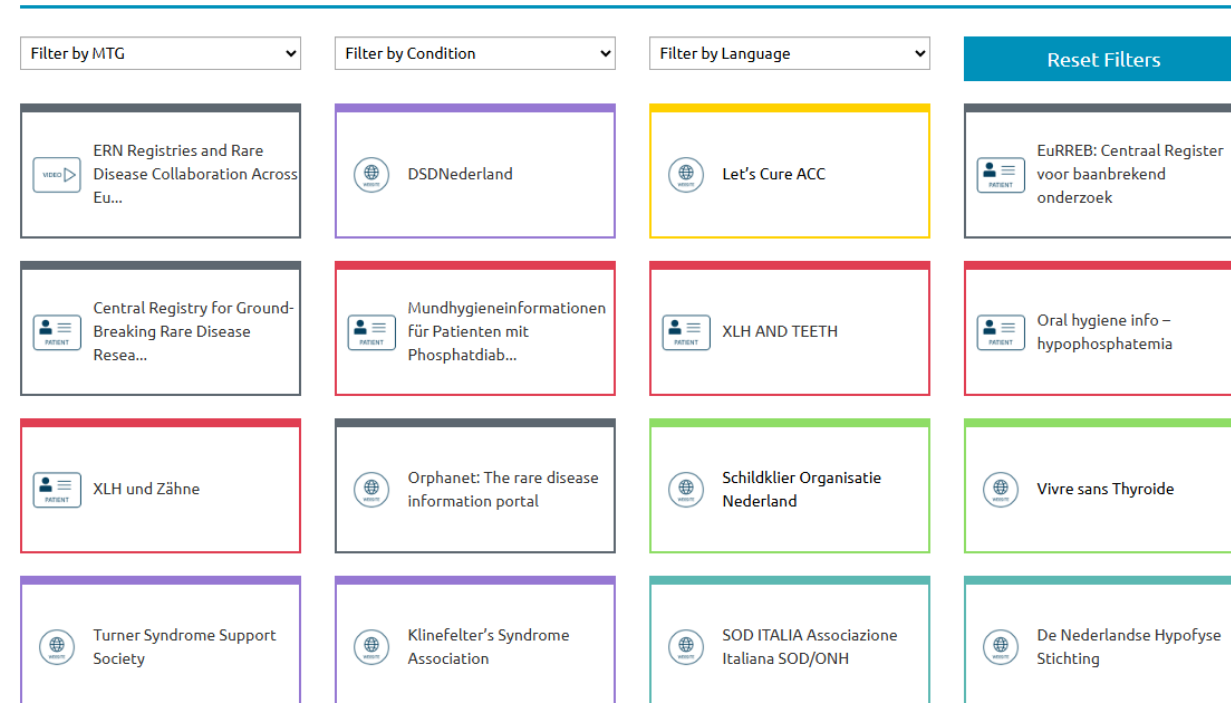 Filter by MTG
Filter by Condition
Filter by Language
Reset Filters
VIDEO
ERN Registries and Rare
Disease Collaboration Across
Eu...
WEBSITE
DSDNederland
WEBSITE
Let's Cure ACC
PATIENT
EuRREB: Centraal Register
voor baanbrekend
onderzoek
PATIENT
Central Registry for Ground-
Breaking Rare Disease
Resea...
PATIENT
Mundhygieneinformationen
für Patienten mit
Phosphatdiab...
PATIENT
XLH AND TEETH
PATIENT
Oral hygiene info –
hypophosphatemia
PATIENT
XLH und Zähne
WEBSITE
Orphanet: The rare disease
information portal
WEBSITE
Schildklier Organisatie
Nederland
WEBSITE
Vivre sans Thyroide
WEBSITE
Turner Syndrome Support
Society
WEBSITE
Klinefelter's Syndrome
Association
WEBSITE
SOD ITALIA Associazione
Italiana SOD/ONH
WEBSITE
De Nederlandse Hypofyse
Stichting